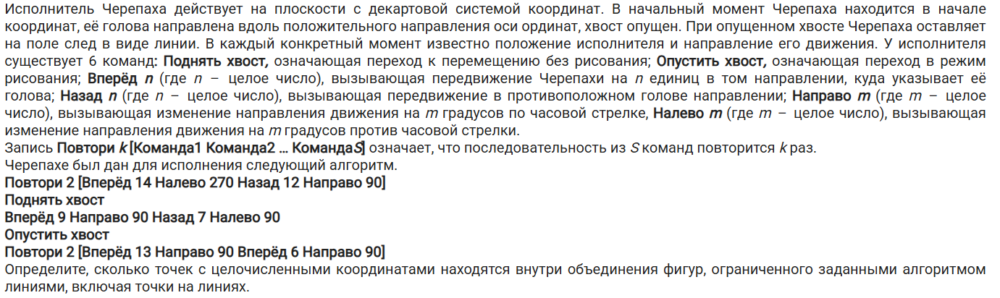 Исполнитель Черепаха действует на плоскости с декартовой системой координат. В начальный момент Черепаха находится в начале
координат, её голова направлена вдоль положительного направления оси ординат, хвост опущен. При опущенном хвосте Черепаха оставляет
на поле след в виде линии. В каждый конкретный момент известно положение исполнителя и направление его движения. У исполнителя
существует 6 команд: Поднять хвост, означающая переход к перемещению без рисования; Опустить хвост, означающая переход в режим
рисования; Вперёд n (где n – целое число), вызывающая передвижение Черепахи на n единиц в том направлении, куда указывает её
голова; Назад n (где n – целое число), вызывающая передвижение в противоположном голове направлении; Направо m (где m – целое
число), вызывающая изменение направления движения на m градусов по часовой стрелке, Налево m (где m – целое число), вызывающая
изменение направления движения на m градусов против часовой стрелки.
Запись Повтори k [Команда1 Команда2 … КомандаS] означает, что последовательность из S команд повторится k раз.
Черепахе был дан для исполнения следующий алгоритм.
Повтори 2 [Вперёд 14 Налево 270 Назад 12 Направо 90]
Поднять хвост
Вперёд 9 Направо 90 Назад 7 Налево 90
Опустить хвост
Повтори 2 [Вперёд 13 Направо 90 Вперёд 6 Направо 90]
Определите, сколько точек с целочисленными координатами находятся внутри объединения фигур, ограниченного заданными алгоритмом
линиями, включая точки на линиях.